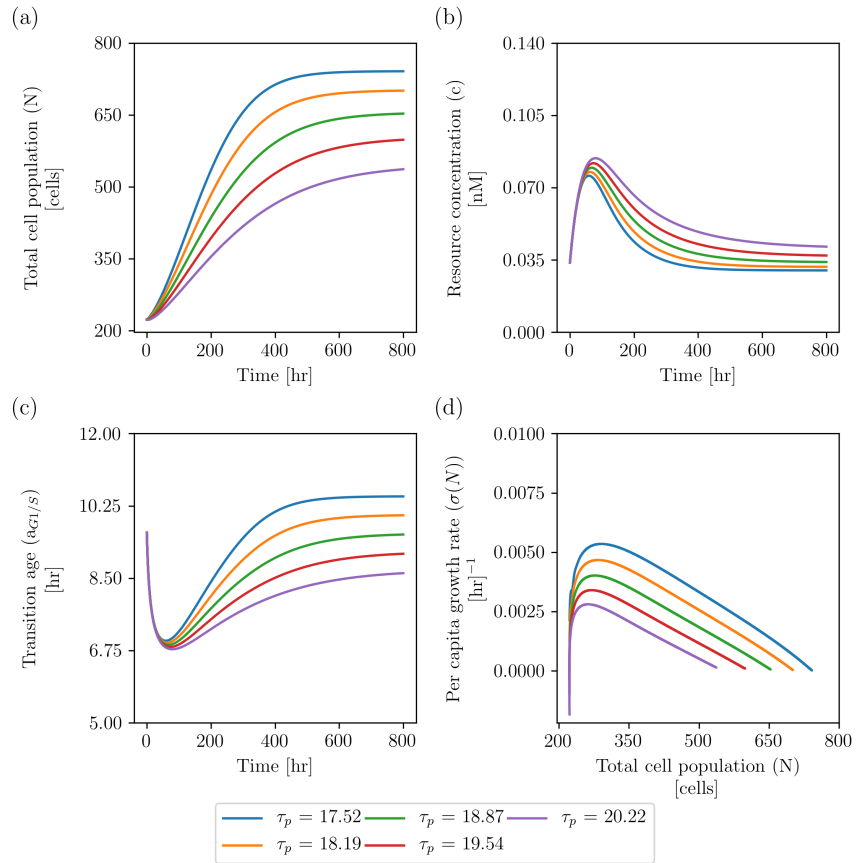 (a)
800
650
500
350
200
Total cell population (N)
[cells]
0
200
400
600
800
Time [hr]
(b)
0.140
0.105
0.070
0.035
0.000
Resource concentration (c)
[nM]
0
200
400
600
800
Time [hr]
(c)
12.00
10.25
8.50
6.75
5.00
Transition age (a_{G1/S})
[hr]
0
200
400
600
800
Time [hr]
(d)
0.0100
0.0075
0.0050
0.0025
0.0000
Per capita growth rate (σ(N))
[hr]⁻¹
200
350
500
650
800
Total cell population (N)
[cells]
τ_p = 17.52
τ_p = 18.19
τ_p = 18.87
τ_p = 19.54
τ_p = 20.22